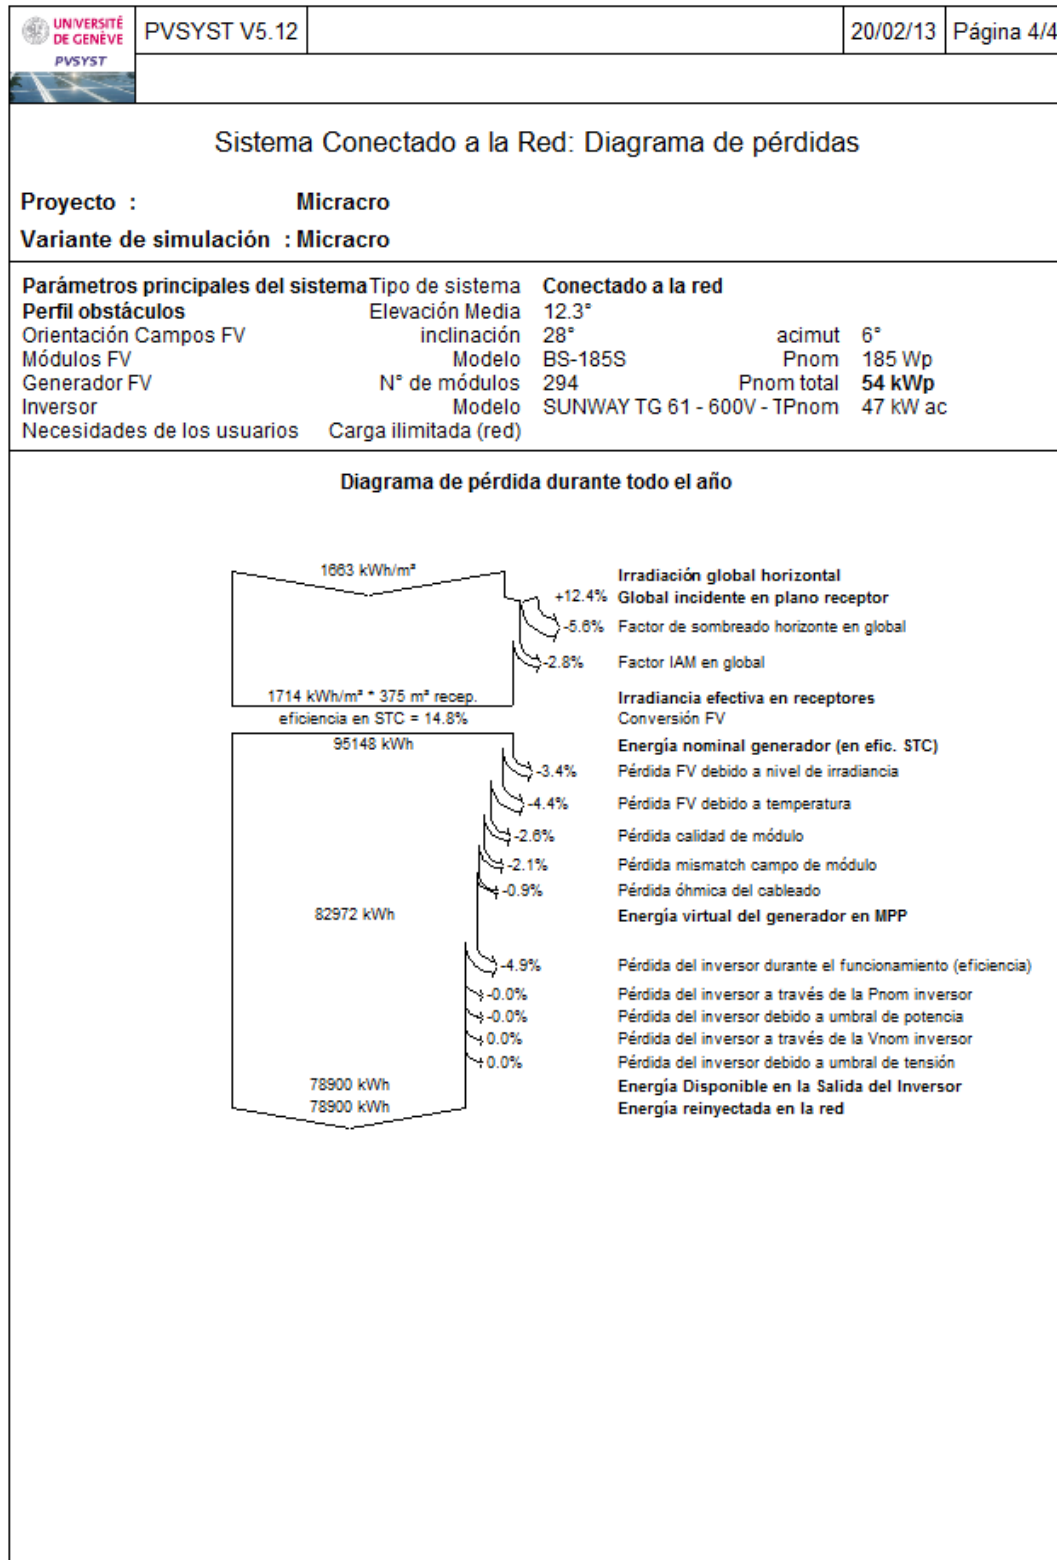 UNIVERSITÉ
DE GENÈVE
PVSYST
PVSYST V5.12
20/02/13
Página 4/4
Sistema Conectado a la Red: Diagrama de pérdidas
Proyecto : Micracro
Variante de simulación : Micracro
Parámetros principales del sistema Tipo de sistema Conectado a la red
Perfil obstáculos Elevación Media 12.3°
Orientación Campos FV inclinación 28° acimut 6°
Módulos FV Modelo BS-185S Pnom 185 Wp
Generador FV N° de módulos 294 Pnom total 54 kWp
Inversor Modelo SUNWAY TG 61 - 600V - TPnom 47 kW ac
Necesidades de los usuarios Carga ilimitada (red)
Diagrama de pérdida durante todo el año
1663 kWh/m² Irradiación global horizontal
+12.4% Global incidente en plano receptor
-5.6% Factor de sombreado horizonte en global
-2.8% Factor IAM en global
1714 kWh/m² * 375 m² recep. Irradiancia efectiva en receptores
eficiencia en STC = 14.8% Conversión FV
95148 kWh Energía nominal generador (en efic. STC)
-3.4% Pérdida FV debido a nivel de irradiancia
-4.4% Pérdida FV debido a temperatura
-2.6% Pérdida calidad de módulo
-2.1% Pérdida mismatch campo de módulo
-0.9% Pérdida óhmica del cableado
82972 kWh Energía virtual del generador en MPP
-4.9% Pérdida del inversor durante el funcionamiento (eficiencia)
-0.0% Pérdida del inversor a través de la Pnom inversor
-0.0% Pérdida del inversor debido a umbral de potencia
0.0% Pérdida del inversor a través de la Vnom inversor
0.0% Pérdida del inversor debido a umbral de tensión
78900 kWh Energía Disponible en la Salida del Inversor
78900 kWh Energía reinyectada en la red